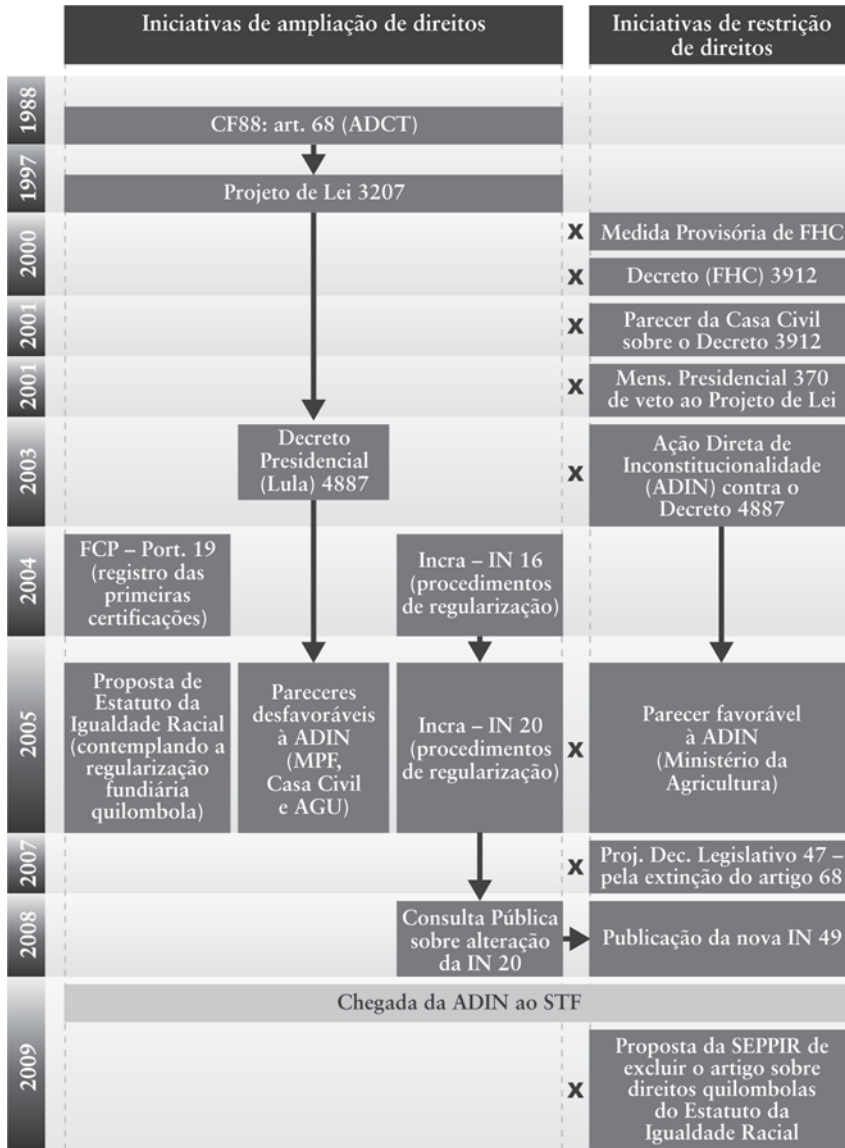 Iniciativas de ampliação de direitos
Iniciativas de restrição
de direitos
1988
CF88: art. 68 (ADCT)
1997
Projeto de Lei 3207
2000
X
Medida Provisória de FHC
X
Decreto (FHC) 3912
2001
X
Parecer da Casa Civil
sobre o Decreto 3912
2001
X
Mens. Presidencial 370
de veto ao Projeto de Lei
2003
Decreto
Presidencial
(Lula) 4887
X
Ação Direta de
Inconstitucionalidade
(ADIN) contra o
Decreto 4887
2004
FCP – Port. 19
(registro das
primeiras
certificações)
Incra – IN 16
(procedimentos
de regularização)
2005
Proposta de
Estatuto da
Igualdade Racial
(contemplando a
regularização
fundiária
quilombola)
Pareceres
desfavoráveis
à ADIN
(MPF,
Casa Civil
e AGU)
Incra – IN 20
(procedimentos
de regularização)
X
Parecer favorável
à ADIN
(Ministério da
Agricultura)
2007
X
Proj. Dec. Legislativo 47 –
pela extinção do artigo 68
2008
Consulta Pública
sobre alteração
da IN 20
Publicação da nova IN 49
2009
Chegada da ADIN ao STF
X
Proposta da SEPPIR de
excluir o artigo sobre
direitos quilombolas
do Estatuto da
Igualdade Racial